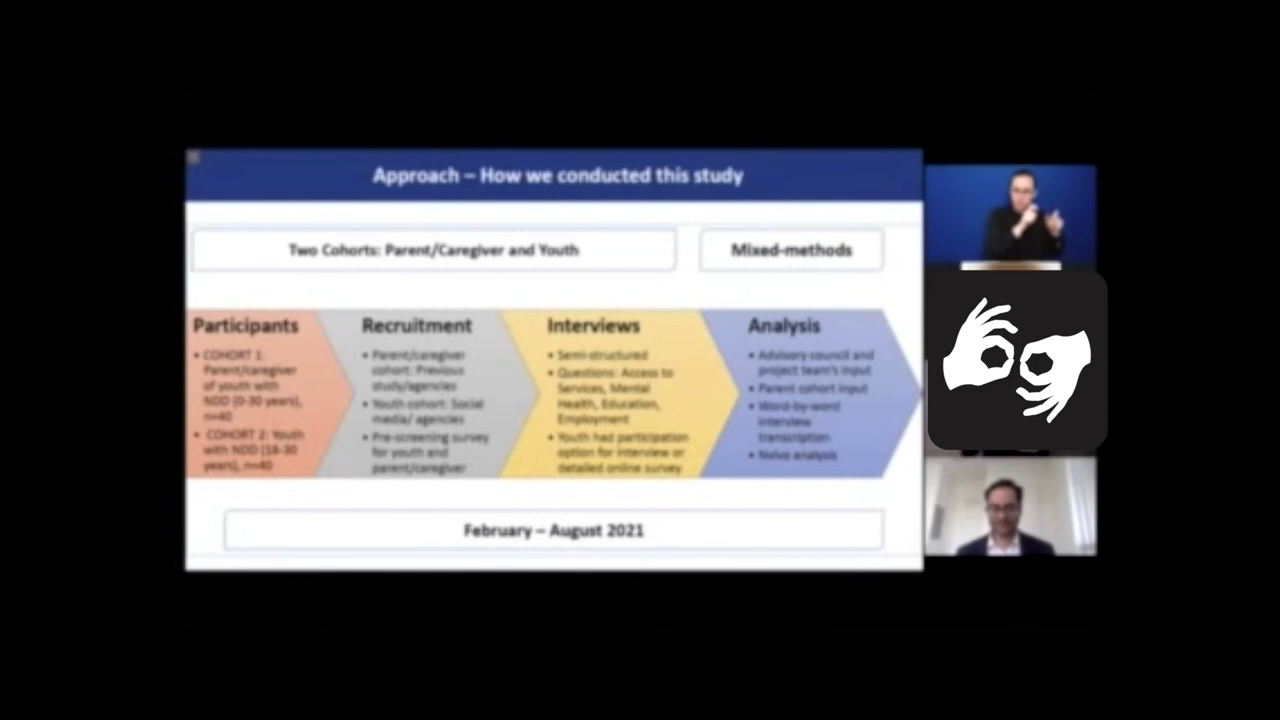 Approach – How we conducted this study
Two Cohorts: Parent/Caregiver and Youth
Mixed-methods
Participants
• COHORT 1:
Parent/caregiver
of youth with
NDD (0-30 years),
n=40
• COHORT 2: Youth
with NDD (18-30
years), n=40
Recruitment
• Parent/caregiver
cohort: Previous
study/agencies
• Youth cohort: Social
media/ agencies
• Pre-screening survey
for youth and
parent/caregiver
Interviews
• Semi-structured
• Questions: Access to
Services, Mental
Health, Education,
Employment
• Youth had participation
option for interview or
detailed online survey
Analysis
• Advisory council and
project team's input
• Parent cohort input
• Word-by-word
interview
transcription
• Nvivo analysis
February – August 2021